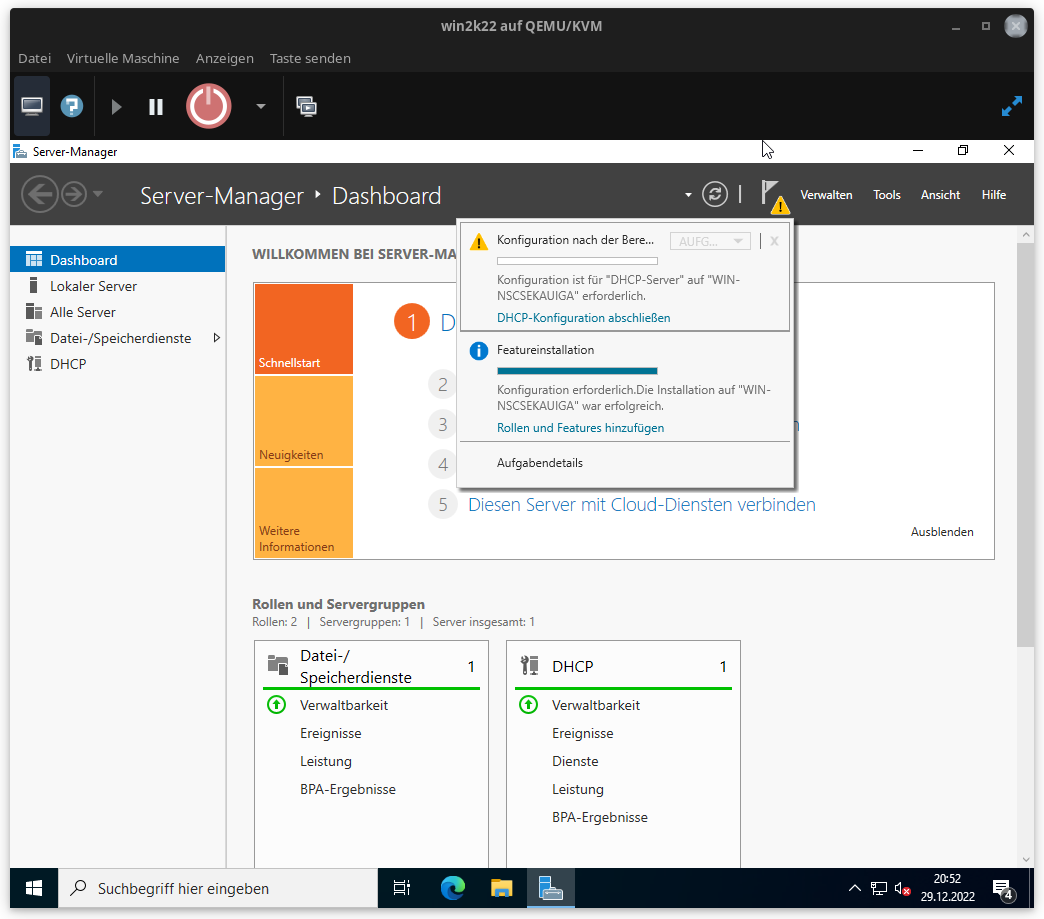 win2k22 auf QEMU/KVM
Datei Virtuelle Maschine Anzeigen Taste senden
Server-Manager
Server-Manager Dashboard
Verwalten Tools Ansicht Hilfe
Dashboard
Lokaler Server
Alle Server
Datei-/Speicherdienste
DHCP
WILLKOMMEN BEI SERVER-MA
Konfiguration nach der Bere... AUFG... X
Konfiguration ist für "DHCP-Server" auf "WIN-
NSCSEKAUIGA" erforderlich.
DHCP-Konfiguration abschließen
Featureinstallation
Konfiguration erforderlich.Die Installation auf "WIN-
NSCSEKAUIGA" war erfolgreich.
Rollen und Features hinzufügen
Aufgabendetails
Schnellstart
Neuigkeiten
Weitere
Informationen
1 D
2
3
4
5 Diesen Server mit Cloud-Diensten verbinden
Ausblenden
Rollen und Servergruppen
Rollen: 2 | Servergruppen: 1 | Server insgesamt: 1
Datei-/
Speicherdienste 1
Verwaltbarkeit
Ereignisse
Leistung
BPA-Ergebnisse
DHCP 1
Verwaltbarkeit
Ereignisse
Dienste
Leistung
BPA-Ergebnisse
Suchbegriff hier eingeben
20:52
29.12.2022
4